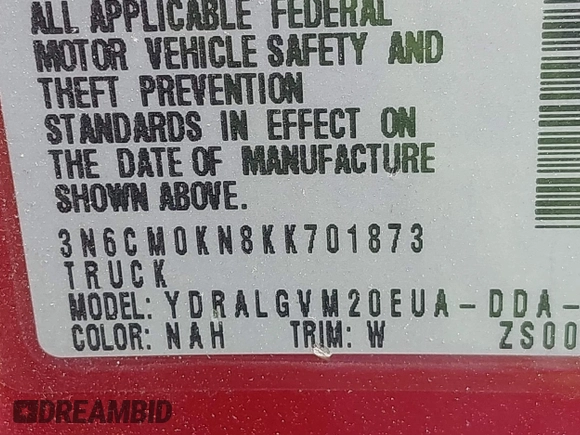 ALL APPLICABLE FEDERAL
MOTOR VEHICLE SAFETY AND
THEFT PREVENTION
STANDARDS IN EFFECT ON
THE DATE OF MANUFACTURE
SHOWN ABOVE.
3N6CM0KN8KK701873
TRUCK
MODEL: YDRALGVM20EUA-DDA-
COLOR: NAH TRIM: W ZS00
DREAMBID